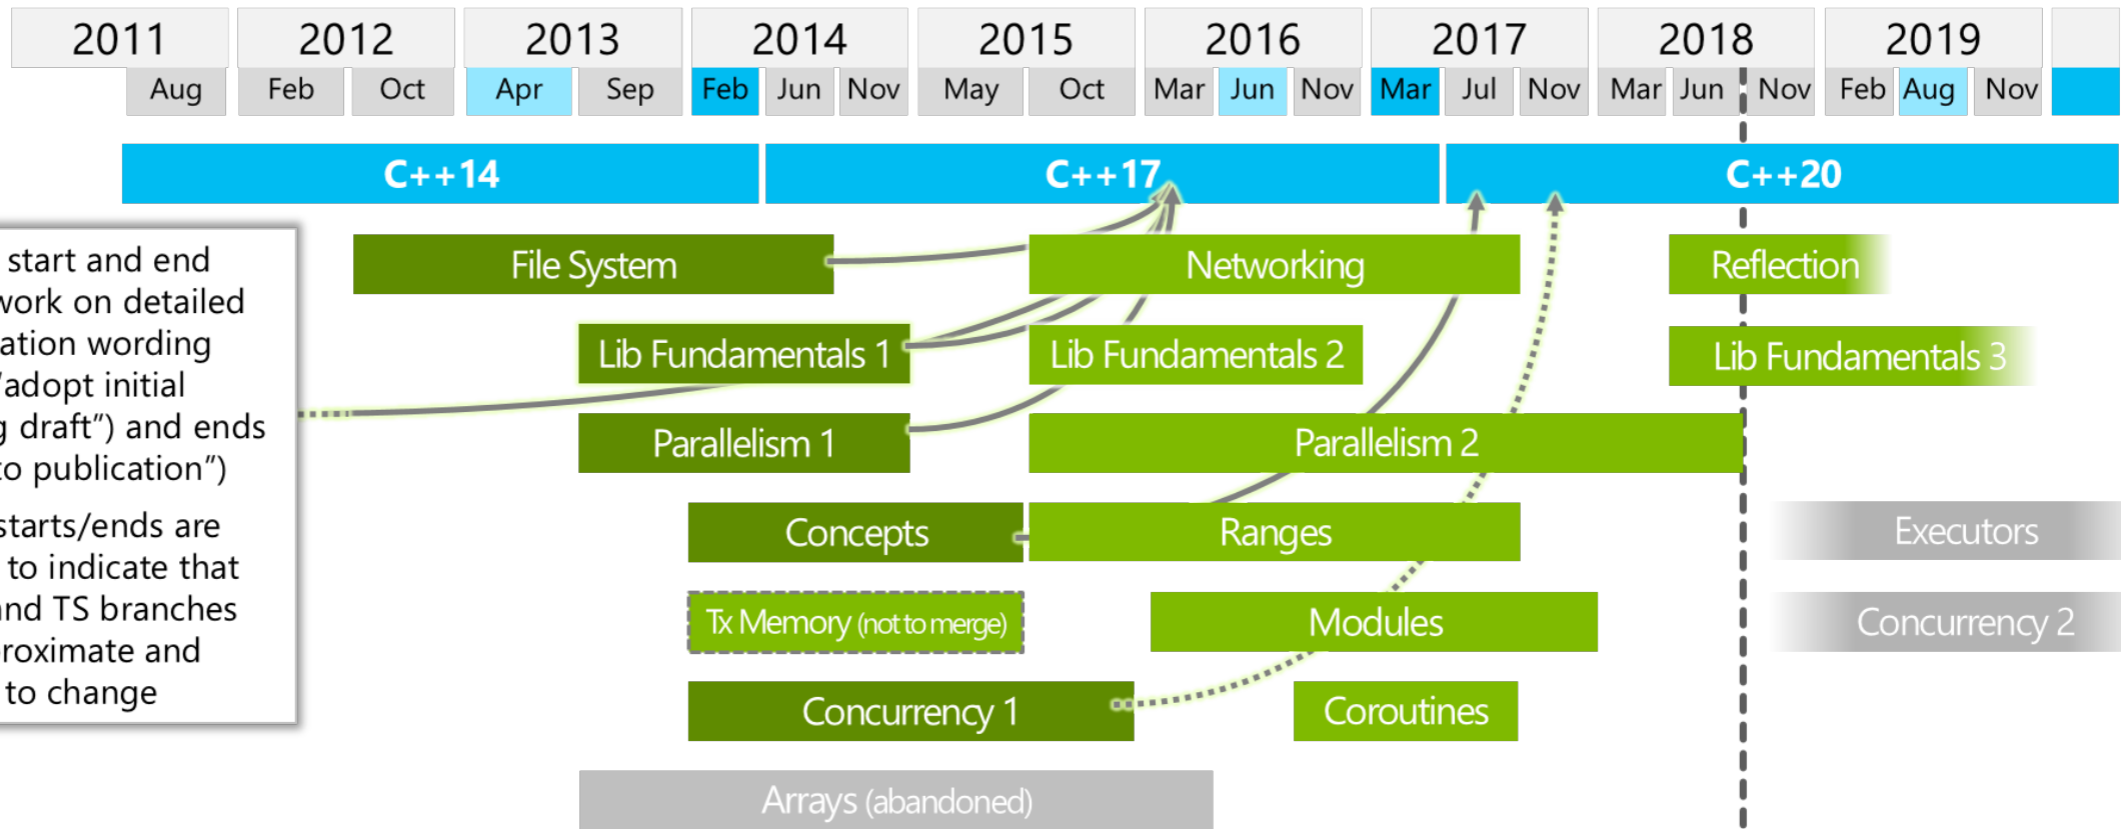 2011 2012 2013 2014 2015 2016 2017 2018 2019
Aug Feb Oct Apr Sep Feb Jun Nov May Oct Mar Jun Nov Mar Jul Nov Mar Jun Nov Feb Aug Nov
C++14 C++17 C++20
start and end
work on detailed
ation wording
"adopt initial
g draft") and ends
to publication")
starts/ends are
to indicate that
and TS branches
roximate and
to change
File System Networking Reflection
Lib Fundamentals 1 Lib Fundamentals 2 Lib Fundamentals 3
Parallelism 1 Parallelism 2
Concepts Ranges Executors
Tx Memory (not to merge) Modules Concurrency 2
Concurrency 1 Coroutines
Arrays (abandoned)